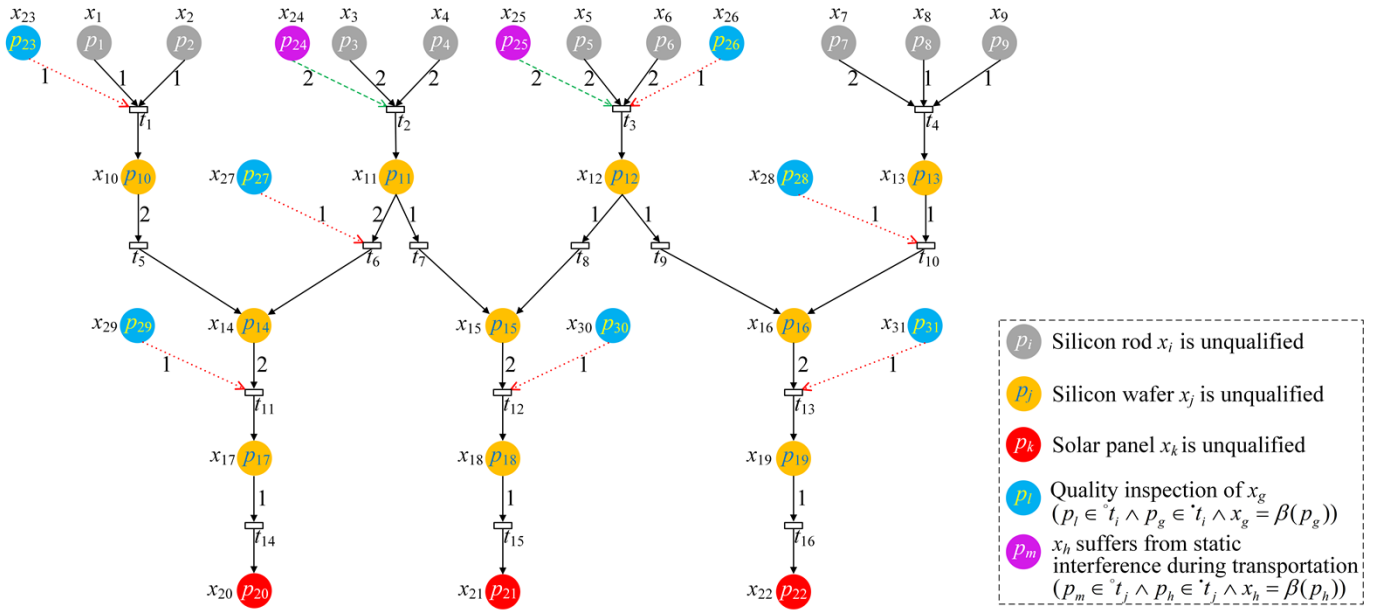 x₂₃ x₁ x₂ x₂₄ x₃ x₄ x₂₅ x₅ x₆ x₂₆ x₇ x₈ x₉
p₂₃ p₁ p₂ p₂₄ p₃ p₄ p₂₅ p₅ p₆ p₂₆ p₇ p₈ p₉
1 1 1 2 2 2 2 2 2 1 2 1 1
t₁ t₂ t₃ t₄
x₁₀ p₁₀ x₂₇ p₂₇ x₁₁ p₁₁ x₁₂ p₁₂ x₂₈ p₂₈ x₁₃ p₁₃
2 1 2 1 1 1 1 1
t₅ t₆ t₇ t₈ t₉ t₁₀
x₂₉ p₂₉ x₁₄ p₁₄ x₁₅ p₁₅ x₃₀ p₃₀ x₁₆ p₁₆ x₃₁ p₃₁
1 2 2 1 2 1
t₁₁ t₁₂ t₁₃
x₁₇ p₁₇ x₁₈ p₁₈ x₁₉ p₁₉
1 1 1
t₁₄ t₁₅ t₁₆
x₂₀ p₂₀ x₂₁ p₂₁ x₂₂ p₂₂
pᵢ Silicon rod xᵢ is unqualified
pⱼ Silicon wafer xⱼ is unqualified
pₖ Solar panel xₖ is unqualified
pₗ Quality inspection of x_g
(pₗ ∈ °tᵢ ∧ p_g ∈ •tᵢ ∧ x_g = β(p_g))
pₘ xₕ suffers from static
interference during transportation
(pₘ ∈ °tⱼ ∧ pₕ ∈ •tⱼ ∧ xₕ = β(pₕ))